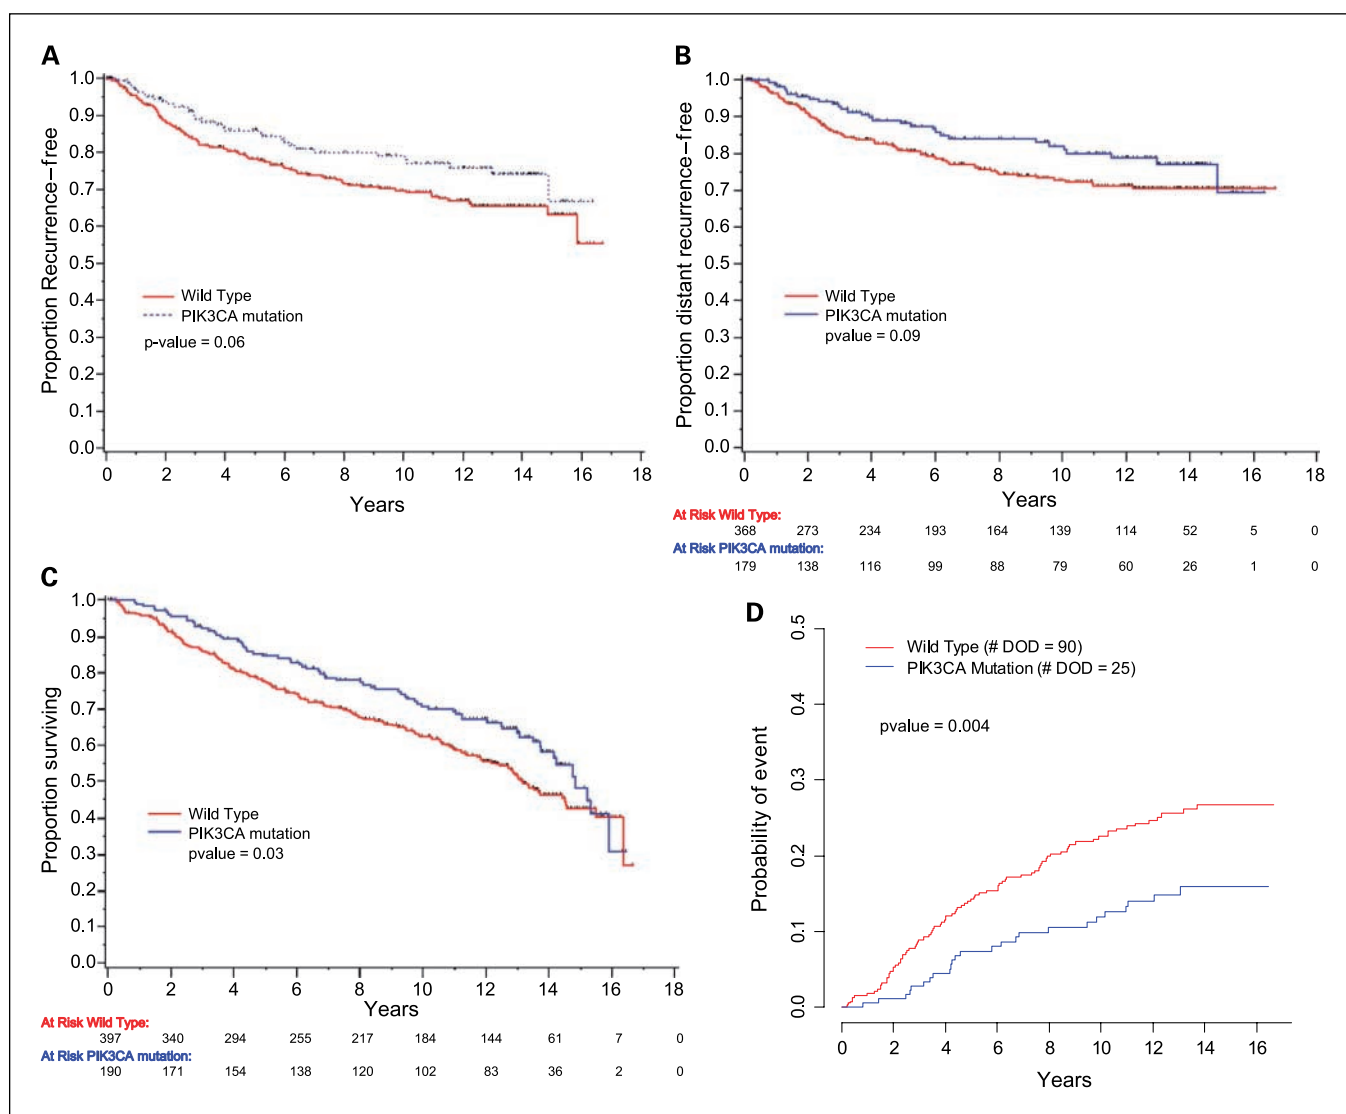 A
Proportion Recurrence-free
1.0
0.9
0.8
0.7
0.6
0.5
0.4
0.3
0.2
0.1
0.0
Wild Type
PIK3CA mutation
p-value = 0.06
0 2 4 6 8 10 12 14 16 18
Years
B
Proportion distant recurrence-free
1.0
0.9
0.8
0.7
0.6
0.5
0.4
0.3
0.2
0.1
0.0
Wild Type
PIK3CA mutation
pvalue = 0.09
0 2 4 6 8 10 12 14 16 18
Years
At Risk Wild Type:
368 273 234 193 164 139 114 52 5 0
At Risk PIK3CA mutation:
179 138 116 99 88 79 60 26 1 0
C
Proportion surviving
1.0
0.9
0.8
0.7
0.6
0.5
0.4
0.3
0.2
0.1
0.0
Wild Type
PIK3CA mutation
pvalue = 0.03
0 2 4 6 8 10 12 14 16 18
Years
At Risk Wild Type:
397 340 294 255 217 184 144 61 7 0
At Risk PIK3CA mutation:
190 171 154 138 120 102 83 36 2 0
D
Probability of event
0.5
0.4
0.3
0.2
0.1
0.0
Wild Type (# DOD = 90)
PIK3CA Mutation (# DOD = 25)
pvalue = 0.004
0 2 4 6 8 10 12 14 16
Years